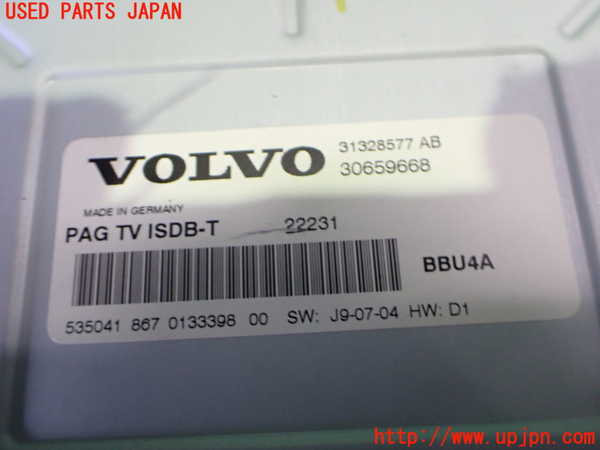 USED PARTS JAPAN
VOLVO
31328577 AB
30659668
MADE IN GERMANY
PAG TV ISDB-T 22231
BBU4A
535041 867 0133398 00 SW: J9-07-04 HW: D1
http://www.upjpn.com/